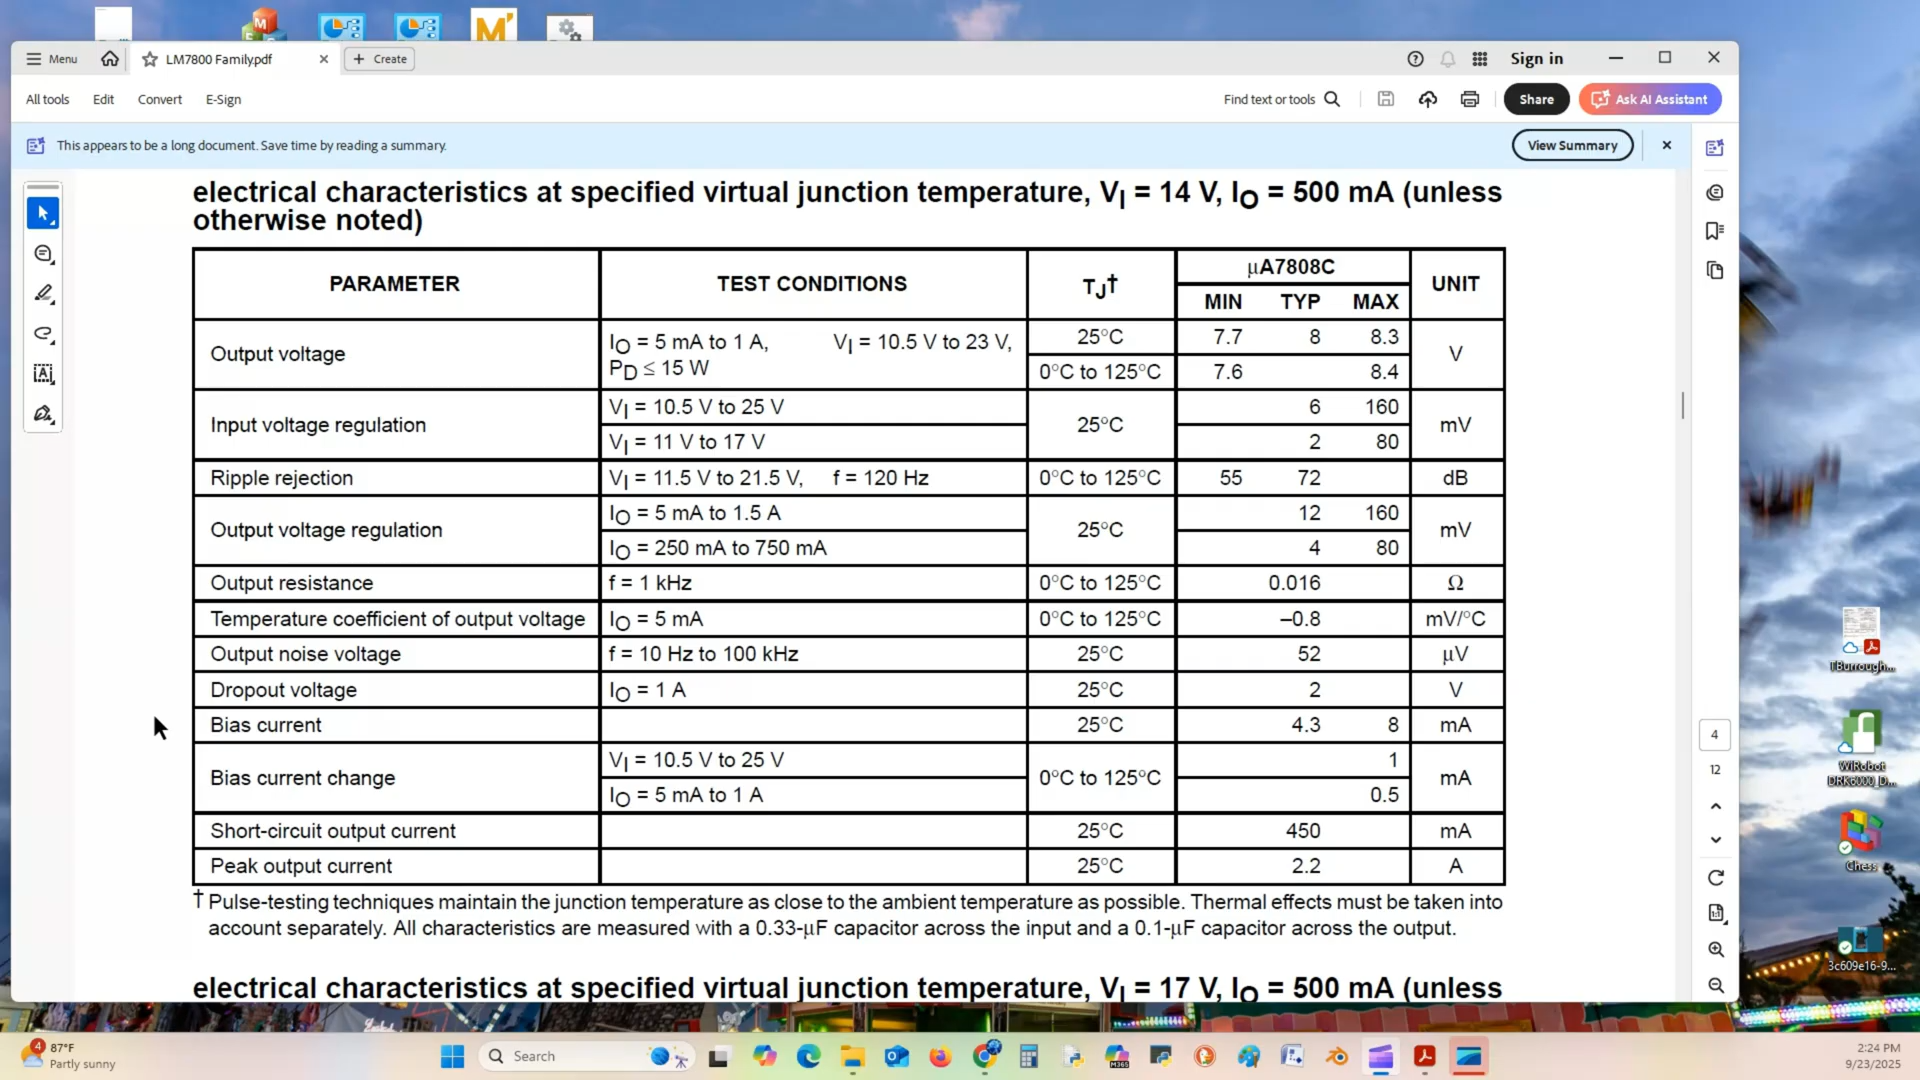 M
M'
Menu
LM7800 Family.pdf
Create
Sign in
All tools
Edit
Convert
E-Sign
Find text or tools
Share
Ask AI Assistant
This appears to be a long document. Save time by reading a summary.
View Summary
electrical characteristics at specified virtual junction temperature, VI = 14 V, IO = 500 mA (unless
otherwise noted)
PARAMETER TEST CONDITIONS TJ† μA7808C UNIT
MIN TYP MAX
Output voltage IO = 5 mA to 1 A, VI = 10.5 V to 23 V, PD ≤ 15 W 25°C 7.7 8 8.3 V
0°C to 125°C 7.6 8.4
Input voltage regulation VI = 10.5 V to 25 V 25°C 6 160 mV
VI = 11 V to 17 V 2 80
Ripple rejection VI = 11.5 V to 21.5 V, f = 120 Hz 0°C to 125°C 55 72 dB
Output voltage regulation IO = 5 mA to 1.5 A 25°C 12 160 mV
IO = 250 mA to 750 mA 4 80
Output resistance f = 1 kHz 0°C to 125°C 0.016 Ω
Temperature coefficient of output voltage IO = 5 mA 0°C to 125°C –0.8 mV/°C
Output noise voltage f = 10 Hz to 100 kHz 25°C 52 μV
Dropout voltage IO = 1 A 25°C 2 V
Bias current 25°C 4.3 8 mA
Bias current change VI = 10.5 V to 25 V 0°C to 125°C 1 mA
IO = 5 mA to 1 A 0.5
Short-circuit output current 25°C 450 mA
Peak output current 25°C 2.2 A
† Pulse-testing techniques maintain the junction temperature as close to the ambient temperature as possible. Thermal effects must be taken into
account separately. All characteristics are measured with a 0.33-μF capacitor across the input and a 0.1-μF capacitor across the output.
electrical characteristics at specified virtual junction temperature, VI = 17 V, IO = 500 mA (unless
4
12
TBurrough...
WiRobot
DRK6000_D...
Chess
3c609e16-9...
4
87°F
Partly sunny
Search
M365
2:24 PM
9/23/2025